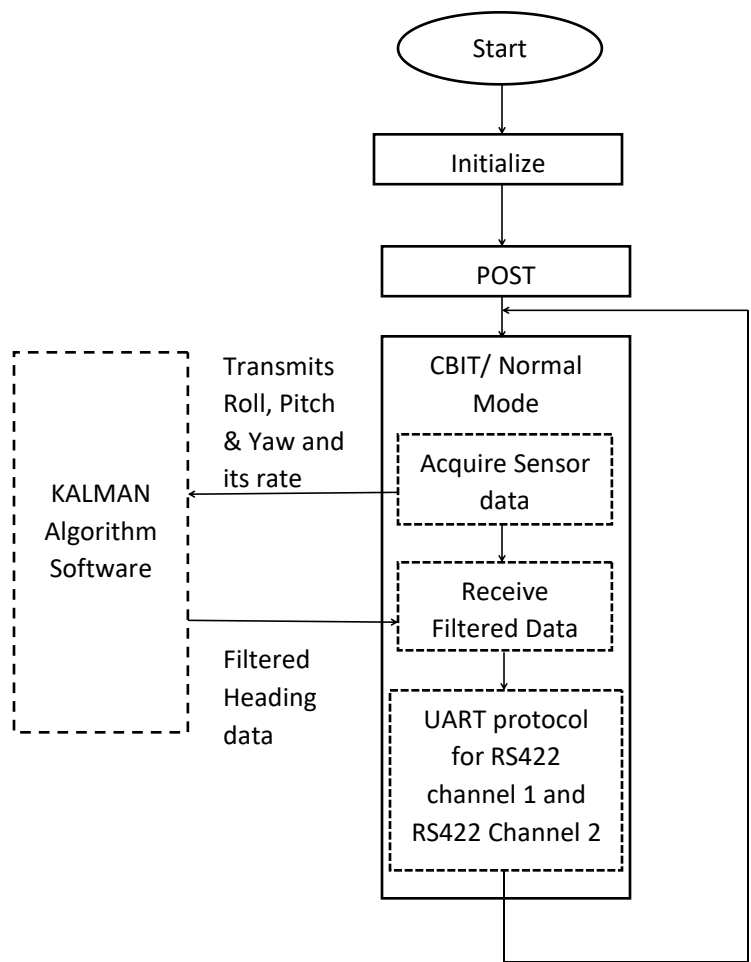 Start
Initialize
POST
CBIT/ Normal
Mode
Transmits
Roll, Pitch
& Yaw and
its rate
Acquire Sensor
data
KALMAN
Algorithm
Software
Receive
Filtered Data
Filtered
Heading
data
UART protocol
for RS422
channel 1 and
RS422 Channel 2